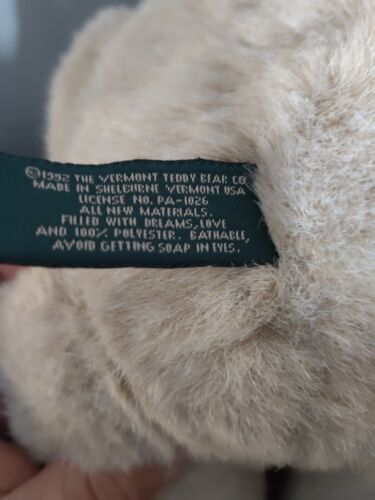 ©1992 THE VERMONT TEDDY BEAR CO.
MADE IN SHELBURNE VERMONT USA
LICENSE NO. PA-1026
ALL NEW MATERIALS.
FILLED WITH DREAMS, LOVE
AND 100% POLYESTER. BATHABLE,
AVOID GETTING SOAP IN EYES.